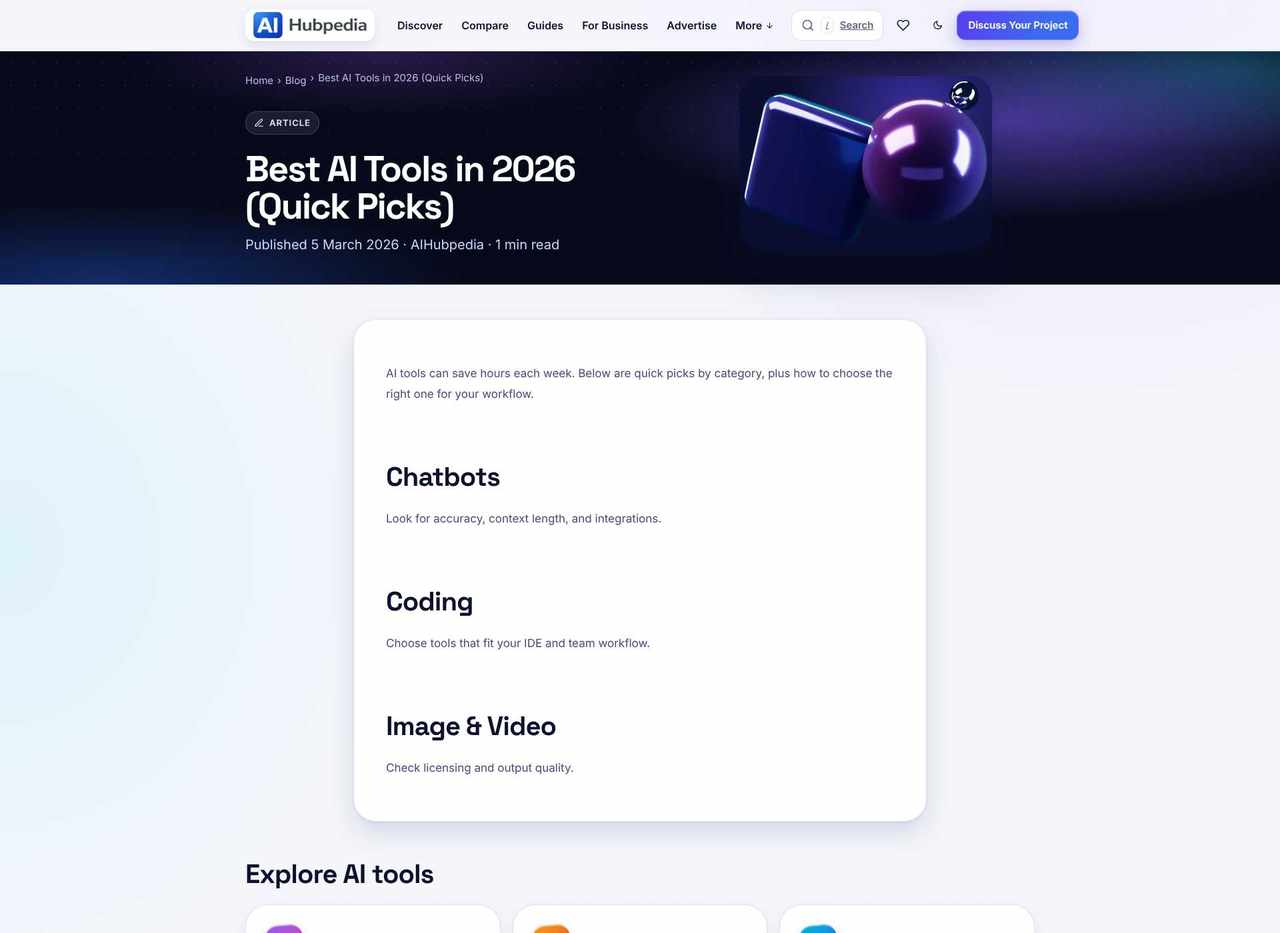 AI Hubpedia
Discover
Compare
Guides
For Business
Advertise
More ↓
/ Search
Discuss Your Project
Home › Blog › Best AI Tools in 2026 (Quick Picks)
ARTICLE
Best AI Tools in 2026
(Quick Picks)
Published 5 March 2026 · AIHubpedia · 1 min read
AI tools can save hours each week. Below are quick picks by category, plus how to choose the
right one for your workflow.
Chatbots
Look for accuracy, context length, and integrations.
Coding
Choose tools that fit your IDE and team workflow.
Image & Video
Check licensing and output quality.
Explore AI tools